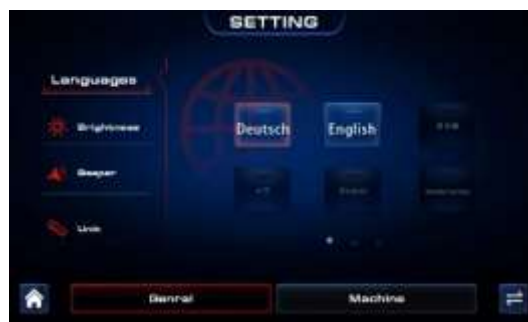 SETTING
Languages
Deutsch English
Brightness
Beeper
Unit
Genral Machine